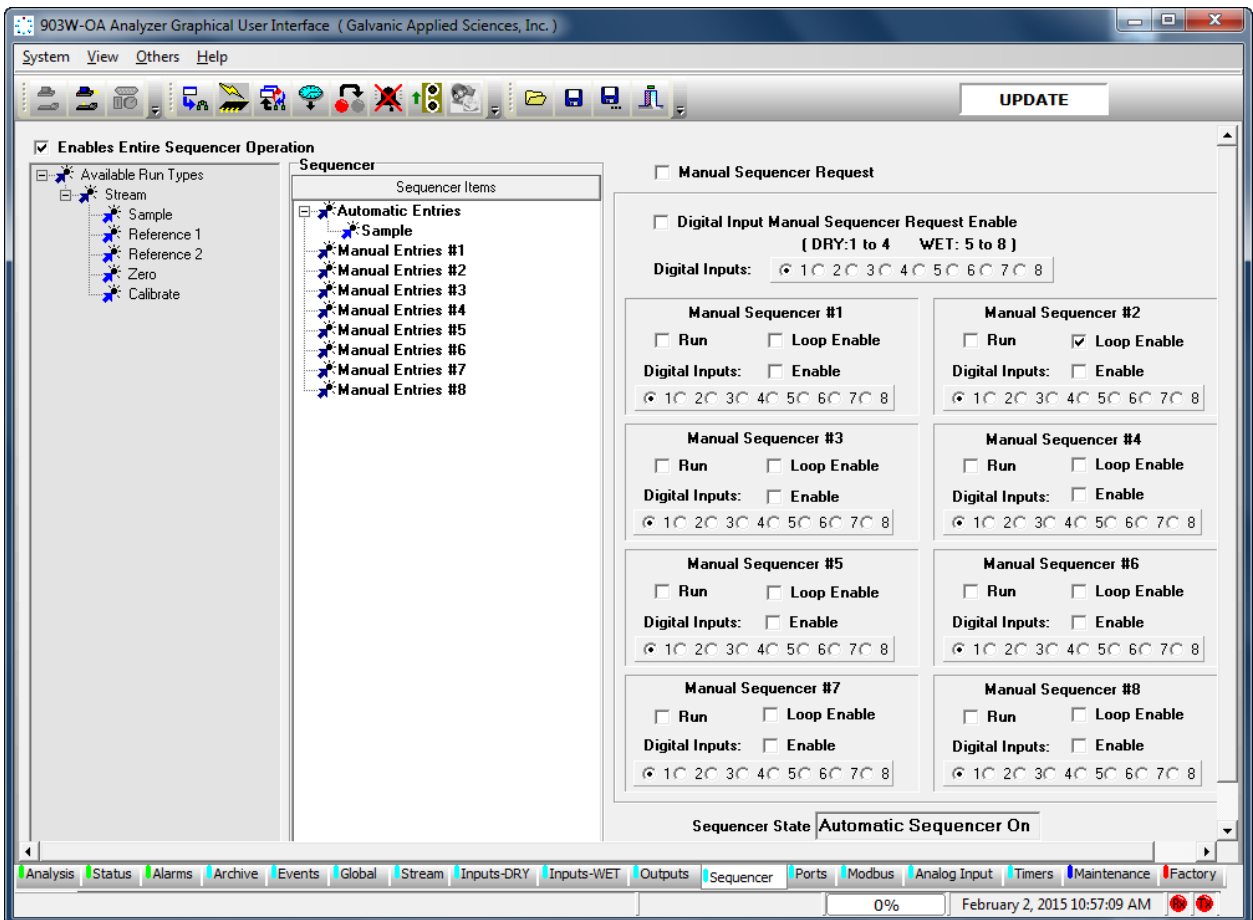 903W-OA Analyzer Graphical User Interface ( Galvanic Applied Sciences, Inc. )
System View Others Help
UPDATE
Enables Entire Sequencer Operation
Available Run Types
Stream
Sample
Reference 1
Reference 2
Zero
Calibrate
Sequencer
Sequencer Items
Automatic Entries
Sample
Manual Entries #1
Manual Entries #2
Manual Entries #3
Manual Entries #4
Manual Entries #5
Manual Entries #6
Manual Entries #7
Manual Entries #8
Manual Sequencer Request
Digital Input Manual Sequencer Request Enable
( DRY:1 to 4 WET: 5 to 8 )
Digital Inputs: 1 2 3 4 5 6 7 8
Manual Sequencer #1
Run Loop Enable
Digital Inputs: Enable
1 2 3 4 5 6 7 8
Manual Sequencer #2
Run Loop Enable
Digital Inputs: Enable
1 2 3 4 5 6 7 8
Manual Sequencer #3
Run Loop Enable
Digital Inputs: Enable
1 2 3 4 5 6 7 8
Manual Sequencer #4
Run Loop Enable
Digital Inputs: Enable
1 2 3 4 5 6 7 8
Manual Sequencer #5
Run Loop Enable
Digital Inputs: Enable
1 2 3 4 5 6 7 8
Manual Sequencer #6
Run Loop Enable
Digital Inputs: Enable
1 2 3 4 5 6 7 8
Manual Sequencer #7
Run Loop Enable
Digital Inputs: Enable
1 2 3 4 5 6 7 8
Manual Sequencer #8
Run Loop Enable
Digital Inputs: Enable
1 2 3 4 5 6 7 8
Sequencer State Automatic Sequencer On
Analysis Status Alarms Archive Events Global Stream Inputs-DRY Inputs-WET Outputs Sequencer Ports Modbus Analog Input Timers Maintenance Factory
0% February 2, 2015 10:57:09 AM Rx Tx